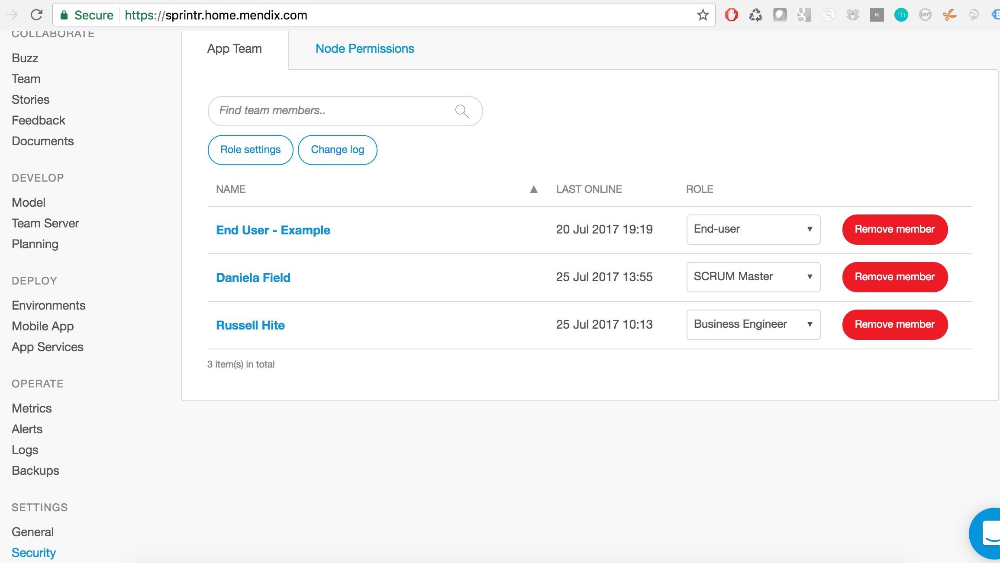 Secure https://sprintr.home.mendix.com
M.
m
Sorry
COLLABORATE
Buzz
Team
Stories
Feedback
Documents
DEVELOP
Model
Team Server
Planning
DEPLOY
Environments
Mobile App
App Services
OPERATE
Metrics
Alerts
Logs
Backups
SETTINGS
General
Security
App Team Node Permissions
Find team members..
Role settings Change log
NAME ▲ LAST ONLINE ROLE
End User - Example 20 Jul 2017 19:19 End-user ▼ Remove member
Daniela Field 25 Jul 2017 13:55 SCRUM Master ▼ Remove member
Russell Hite 25 Jul 2017 10:13 Business Engineer ▼ Remove member
3 item(s) in total